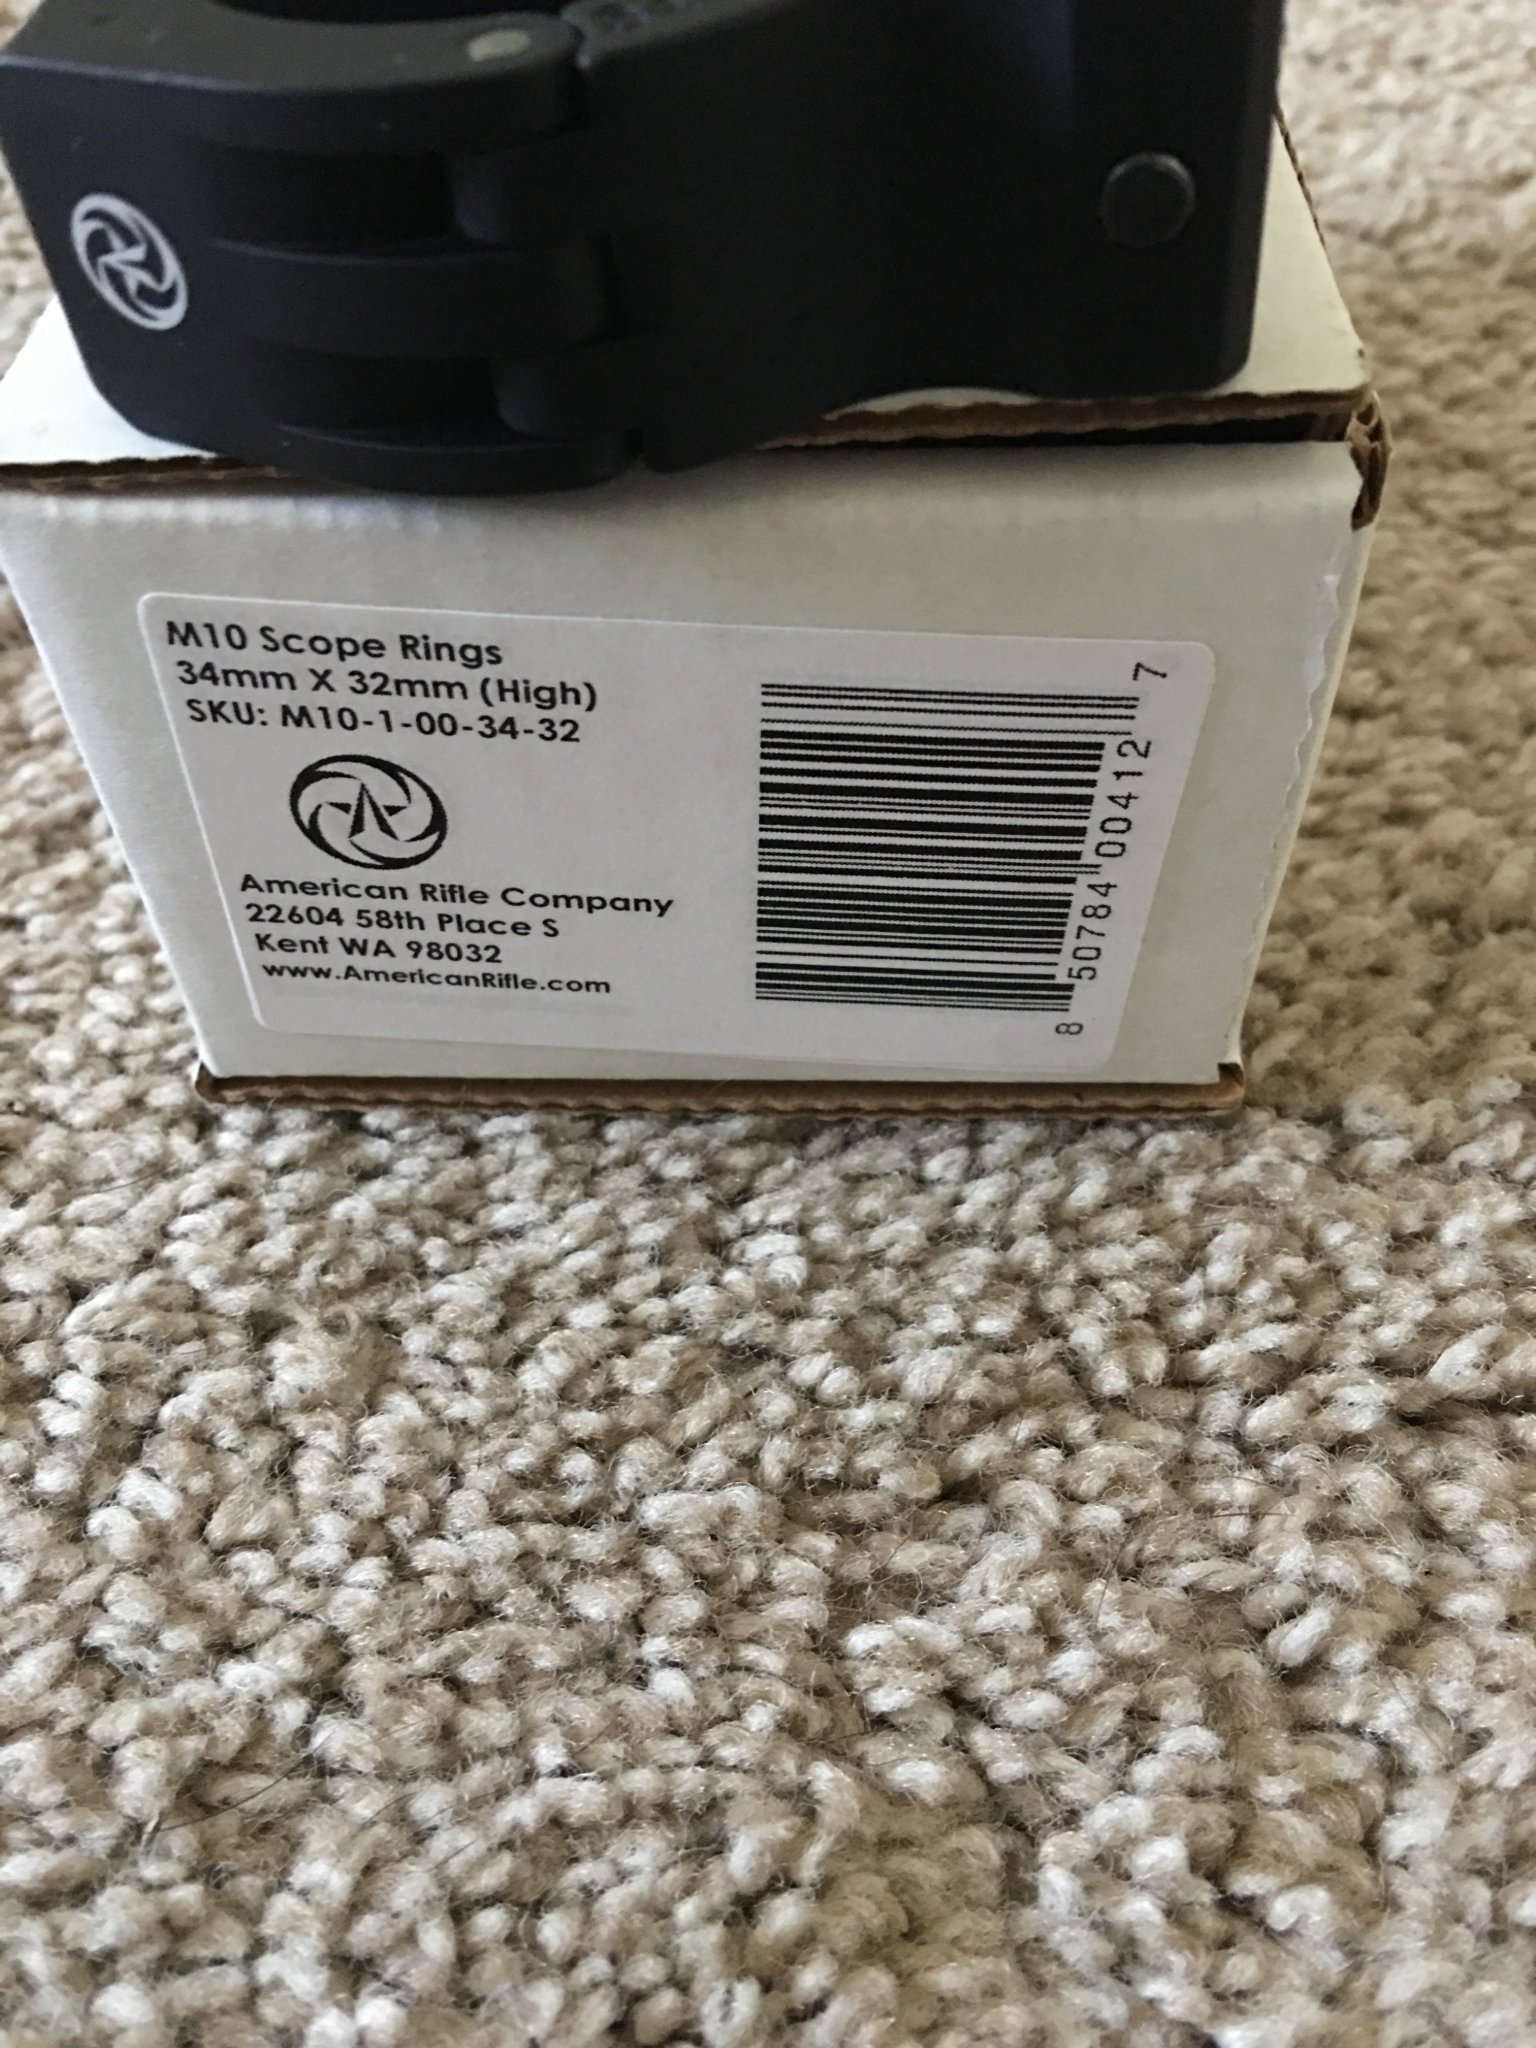 M10 Scope Rings
34mm X 32mm (High)
SKU: M10-1-00-34-32
American Rifle Company
22604 58th Place S
Kent WA 98032
www.AmericanRifle.com
8 50784 00412 7